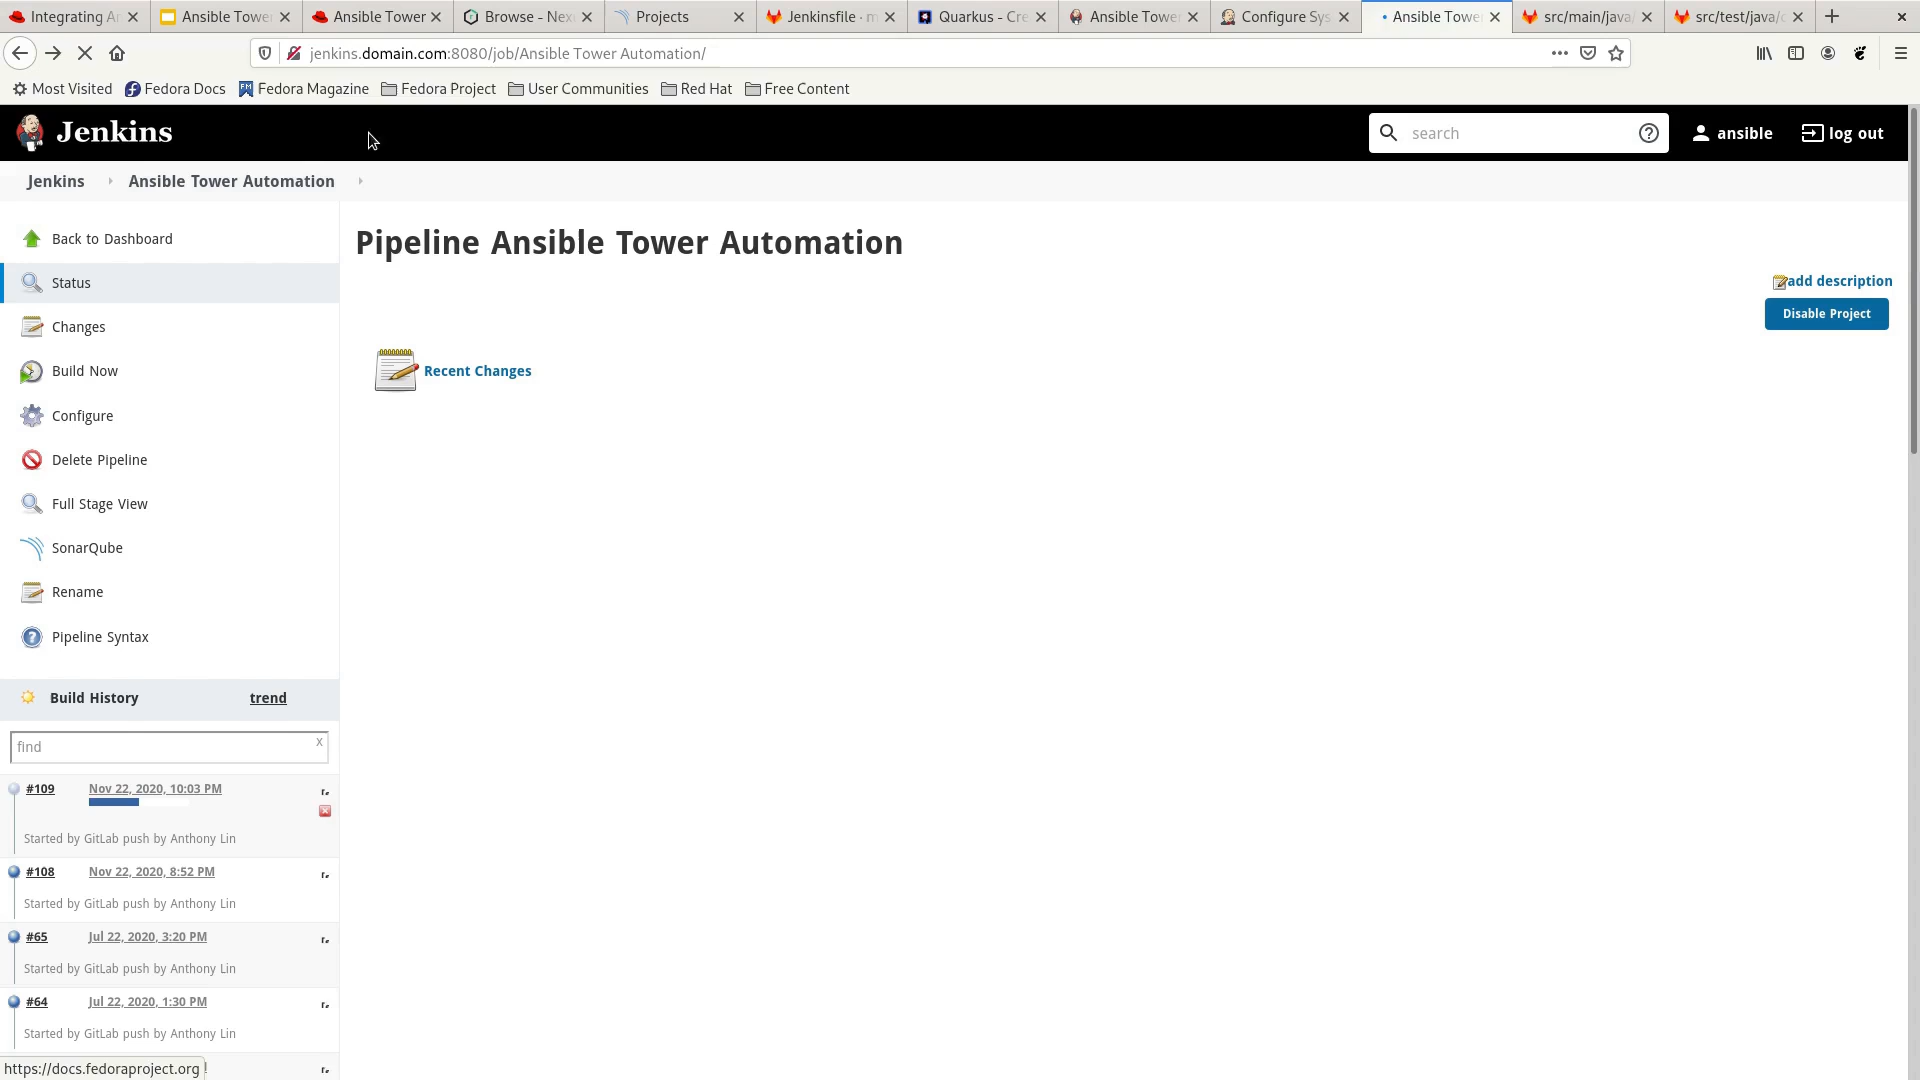 Integrating An
Ansible Towe
Ansible Tower
Browse - Nex
Projects
Jenkinsfile · m
Quarkus - Cre
Ansible Towe
Configure Sys
Ansible Towe
src/main/java/
src/test/java/c
jenkins.domain.com:8080/job/Ansible Tower Automation/
Most Visited
Fedora Docs
Fedora Magazine
Fedora Project
User Communities
Red Hat
Free Content
Jenkins
search
ansible
log out
Jenkins
Ansible Tower Automation
Back to Dashboard
Status
Changes
Build Now
Configure
Delete Pipeline
Full Stage View
SonarQube
Rename
Pipeline Syntax
Pipeline Ansible Tower Automation
add description
Disable Project
Recent Changes
Build History
trend
find
X
#109
Nov 22, 2020, 10:03 PM
Started by GitLab push by Anthony Lin
#108
Nov 22, 2020, 8:52 PM
Started by GitLab push by Anthony Lin
#65
Jul 22, 2020, 3:20 PM
Started by GitLab push by Anthony Lin
#64
Jul 22, 2020, 1:30 PM
Started by GitLab push by Anthony Lin
https://docs.fedoraproject.org